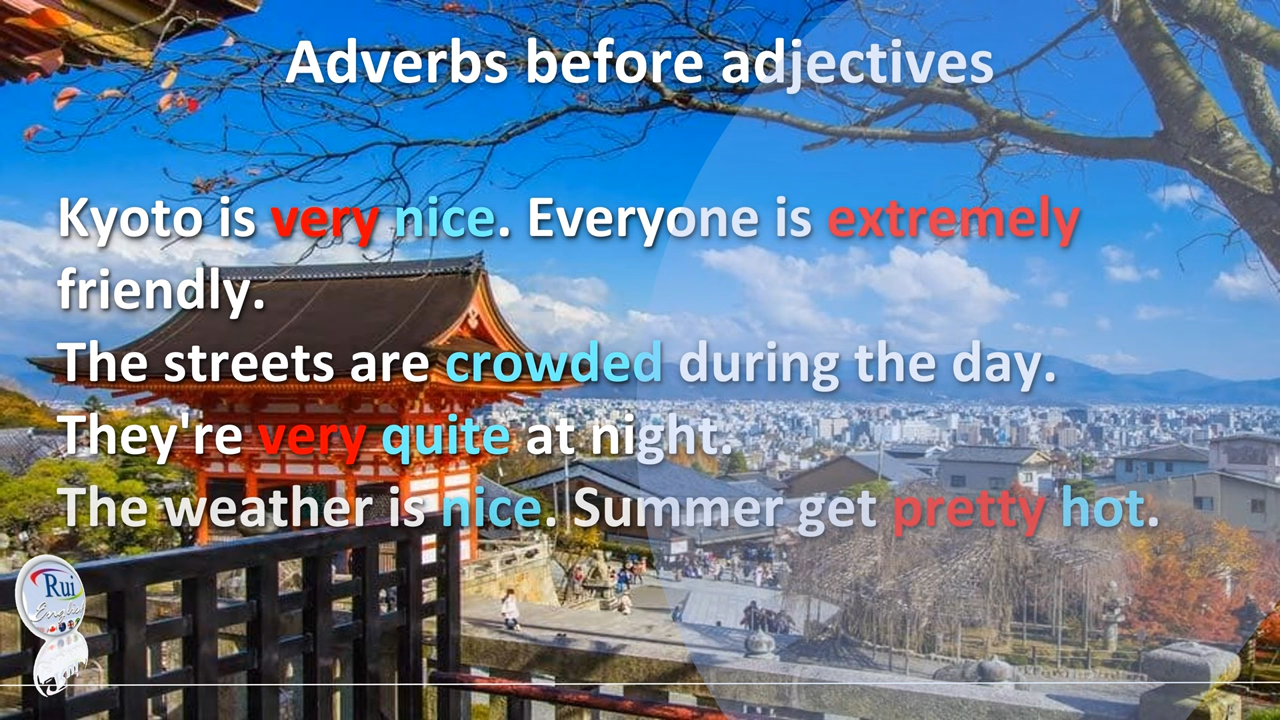 Adverbs before adjectives
Kyoto is very nice. Everyone is extremely
friendly.
The streets are crowded during the day.
They're very quite at night.
The weather is nice. Summer get pretty hot.
Rui
English